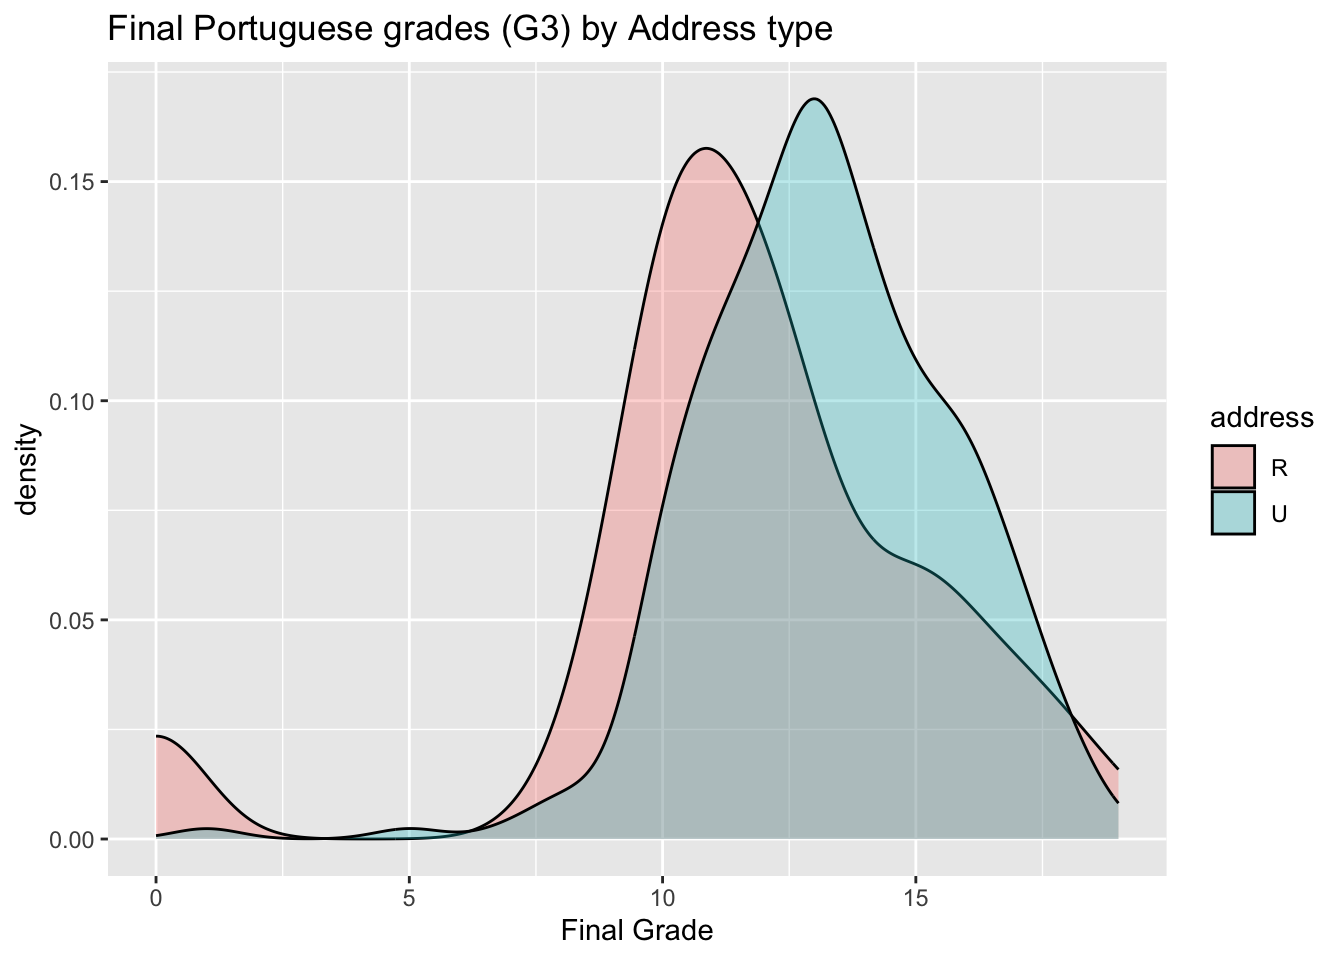 Final Portuguese grades (G3) by Address type
0.15
0.10
0.05
0.00
density
0 5 10 15
Final Grade
address
R
U